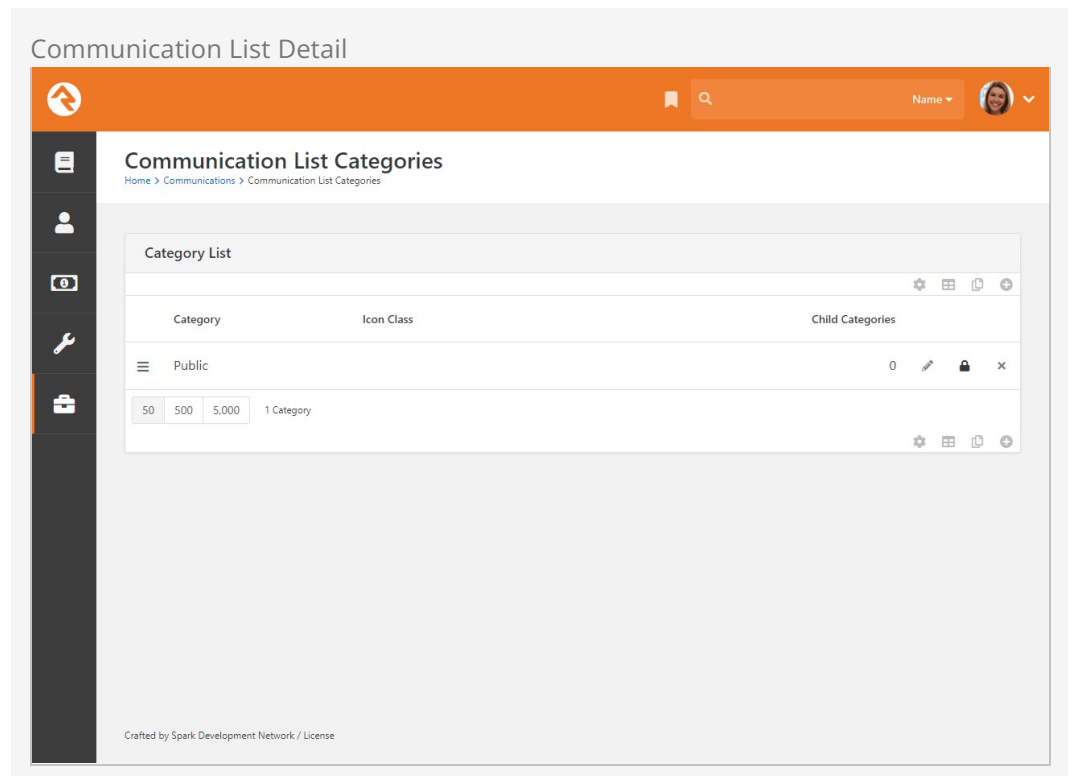 Communication List Detail
Name
Communication List Categories
Home > Communications > Communication List Categories
Category List
Category Icon Class Child Categories
Public 0
50 500 5,000 1 Category
Crafted by Spark Development Network / License